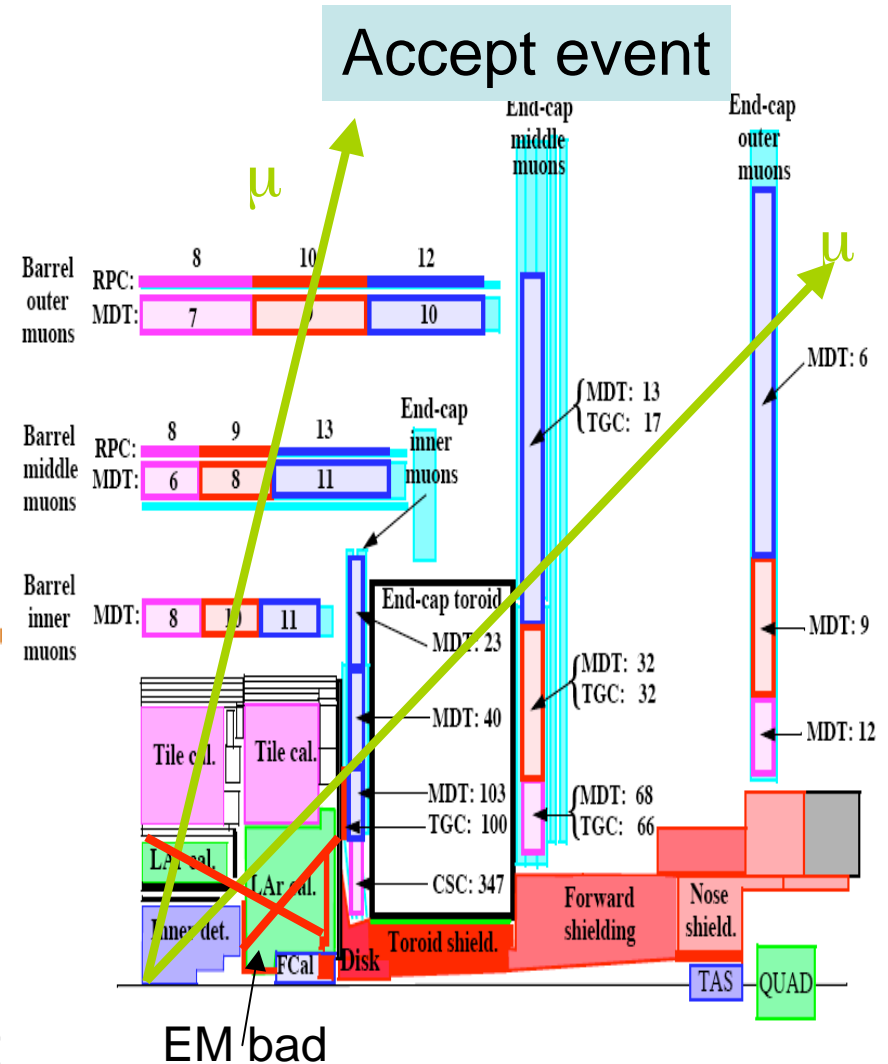 Accept event
End-cap
middle
muons
End-cap
outer
muons
μ
μ
8 10 12
Barrel
outer
muons
RPC:
MDT:
7 10
MDT: 6
MDT: 13
TGC: 17
End-cap
inner
muons
8 9 13
Barrel
middle
muons
RPC:
MDT:
6 8 11
Barrel
inner
muons
MDT:
8 10 11
End-cap toroid
MDT: 23
MDT: 9
MDT: 32
TGC: 32
MDT: 40
MDT: 12
Tile cal.
Tile cal.
MDT: 103
TGC: 100
MDT: 68
TGC: 66
LAr cal.
LAr cal.
CSC: 347
Forward
shielding
Nose
shield.
Inner det.
FCal
Disk
Toroid shield.
TAS
QUAD
EM bad